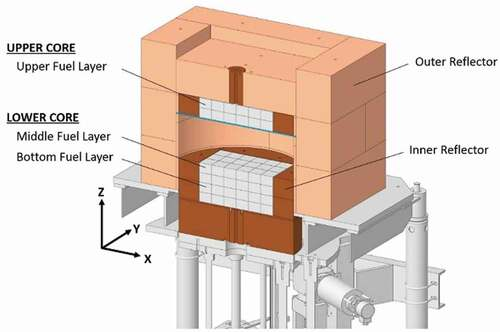 UPPER CORE
Upper Fuel Layer
Outer Reflector
LOWER CORE
Middle Fuel Layer
Bottom Fuel Layer
Inner Reflector
Z
Y
X